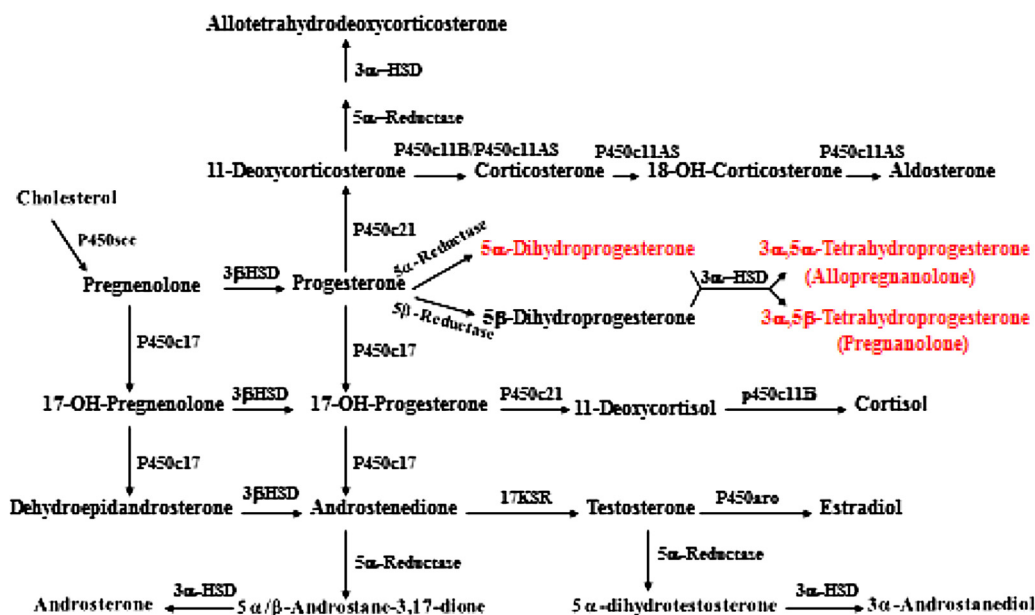 Allotetrahydrodeoxycorticosterone
3α–HSD
5α–Reductase
P450c11B/P450c11AS P450c11AS P450c11AS
11-Deoxycorticosterone Corticosterone 18-OH-Corticosterone Aldosterone
Cholesterol
P450scc
P450c21
5α-Reductase
5α-Dihydroprogesterone 3α,5α-Tetrahydroprogesterone
3βHSD
3α–HSD
Pregnenolone Progesterone (Allopregnanolone)
5β-Reductase
5β-Dihydroprogesterone 3α,5β-Tetrahydroprogesterone
P450c17 P450c17 (Pregnanolone)
3βHSD P450c21 p450c11B
17-OH-Pregnenolone 17-OH-Progesterone 11-Deoxycortisol Cortisol
P450c17 P450c17
3βHSD 17KSR P450aro
Dehydroepidandrosterone Androstenedione Testosterone Estradiol
5α-Reductase 5α-Reductase
3α-HSD 3α-HSD
Androsterone 5α/β-Androstane-3,17-dione 5α-dihydrotestosterone 3α-Androstanediol